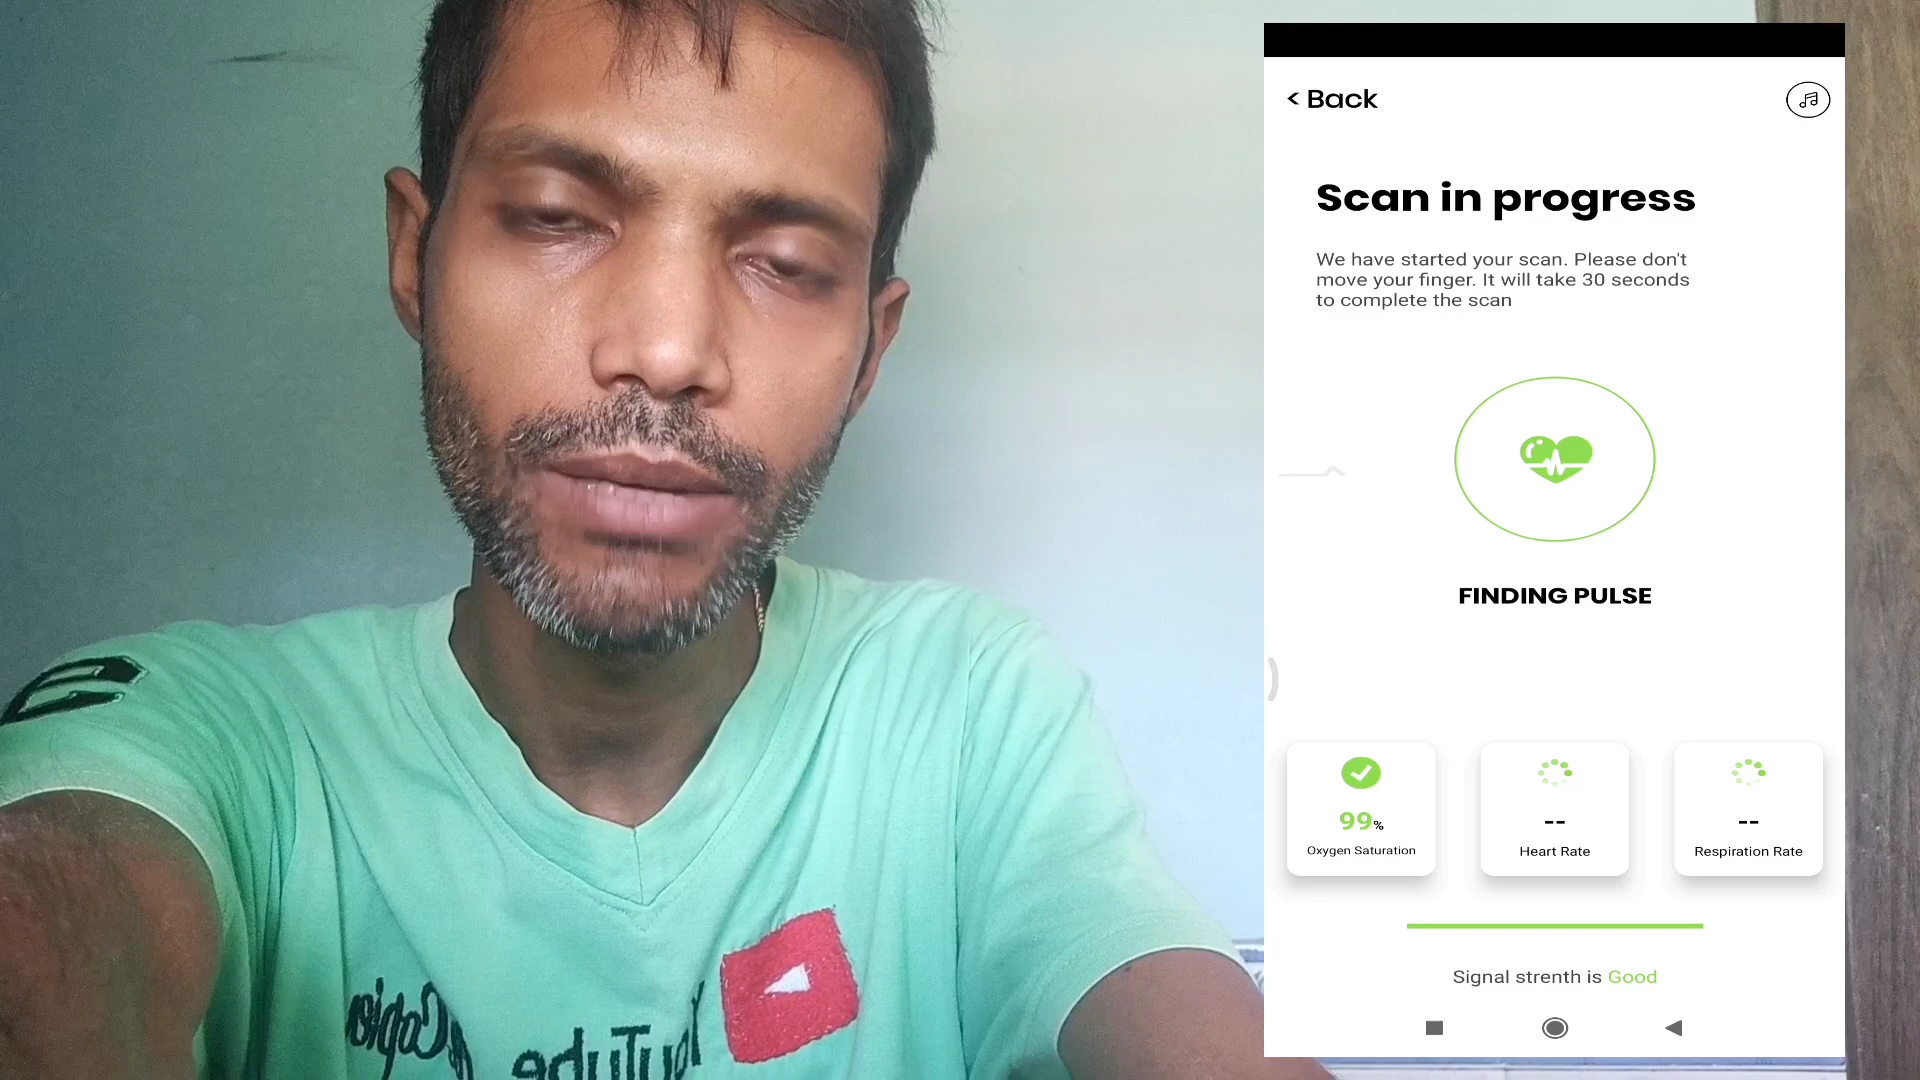 < Back
Scan in progress
We have started your scan. Please don't
move your finger. It will take 30 seconds
to complete the scan
FINDING PULSE
99%
Oxygen Saturation
--
Heart Rate
--
Respiration Rate
Signal strenth is Good
YouTube